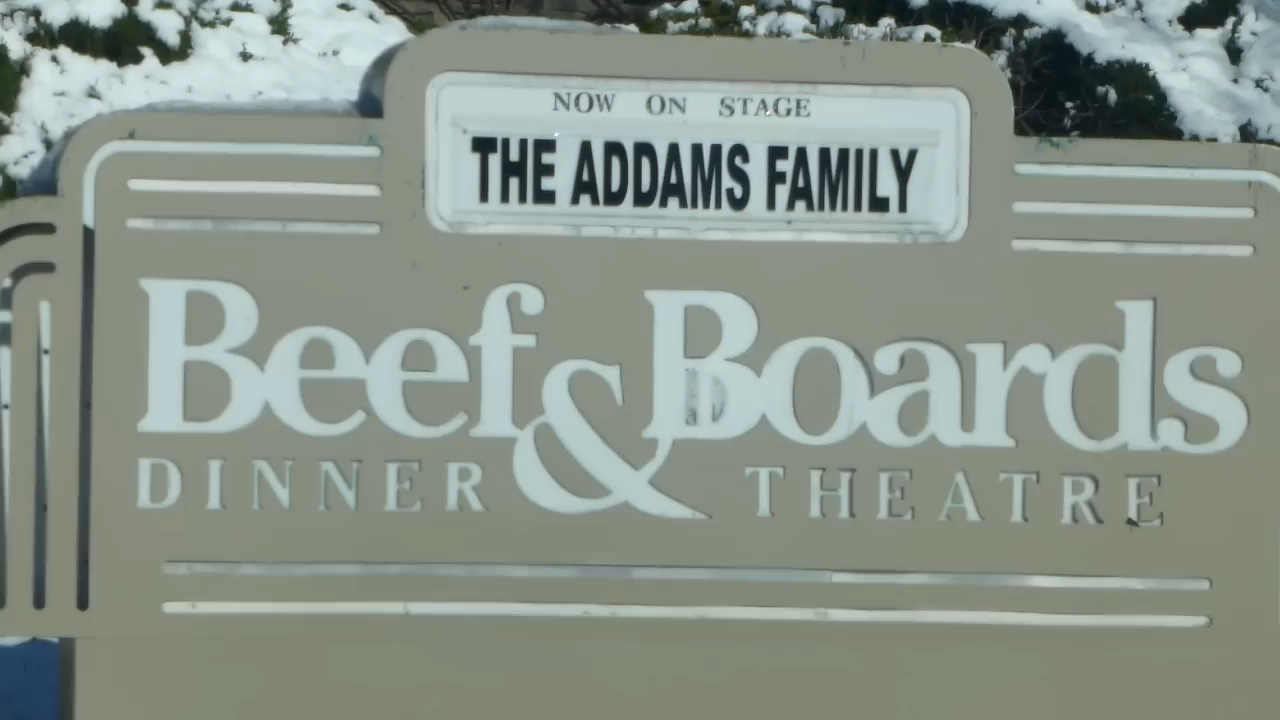 NOW ON STAGE
THE ADDAMS FAMILY
Beef & Boards
DINNER THEATRE